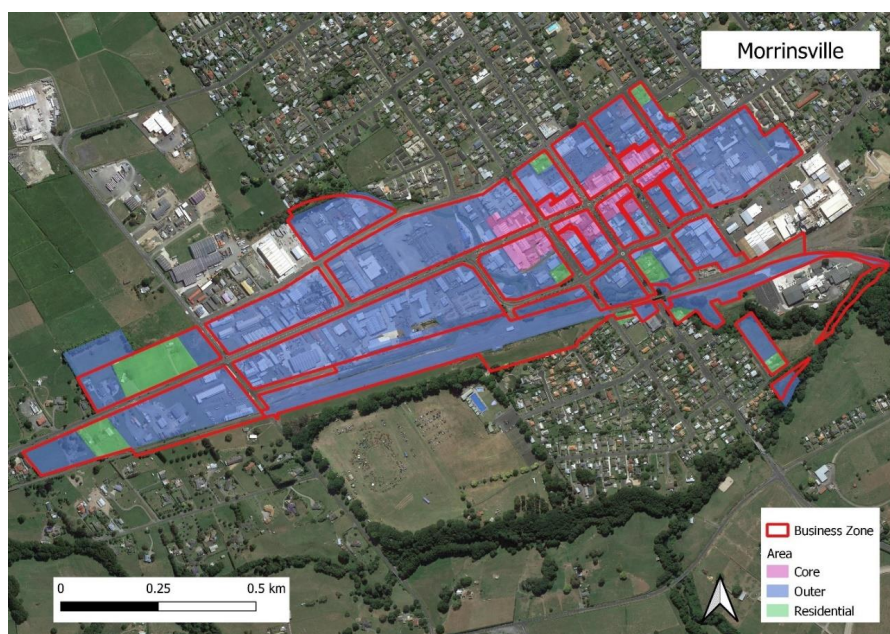 Morrinsville
Business Zone
Area
Core
Outer
Residential
0 0.25 0.5 km